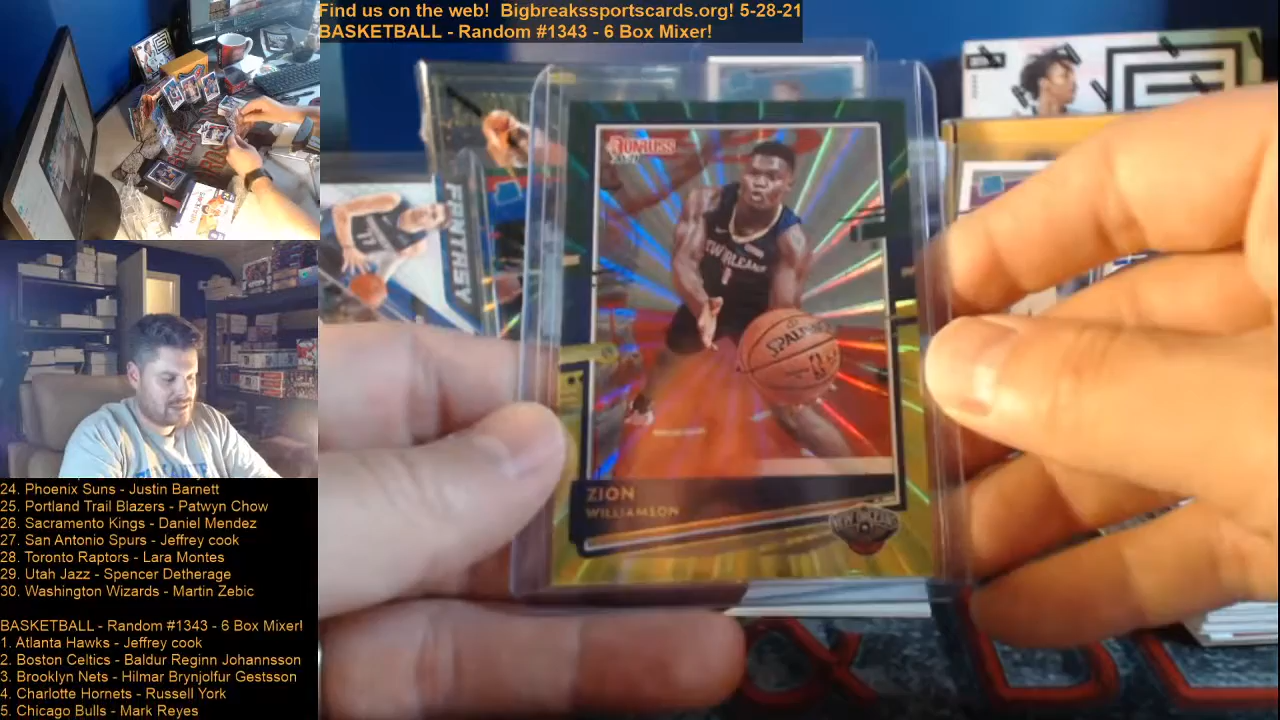 Find us on the web! Bigbreakssportscards.org! 5-28-21
BASKETBALL - Random #1343 - 6 Box Mixer!
DONRUSS
NEW ORLEANS
1
SPALDING
ZION
WILLIAMSON
NEW ORLEANS
FANTASY
24. Phoenix Suns - Justin Barnett
25. Portland Trail Blazers - Patwyn Chow
26. Sacramento Kings - Daniel Mendez
27. San Antonio Spurs - Jeffrey cook
28. Toronto Raptors - Lara Montes
29. Utah Jazz - Spencer Detherage
30. Washington Wizards - Martin Zebic
BASKETBALL - Random #1343 - 6 Box Mixer!
1. Atlanta Hawks - Jeffrey cook
2. Boston Celtics - Baldur Reginn Johannsson
3. Brooklyn Nets - Hilmar Brynjolfur Gestsson
4. Charlotte Hornets - Russell York
5. Chicago Bulls - Mark Reyes